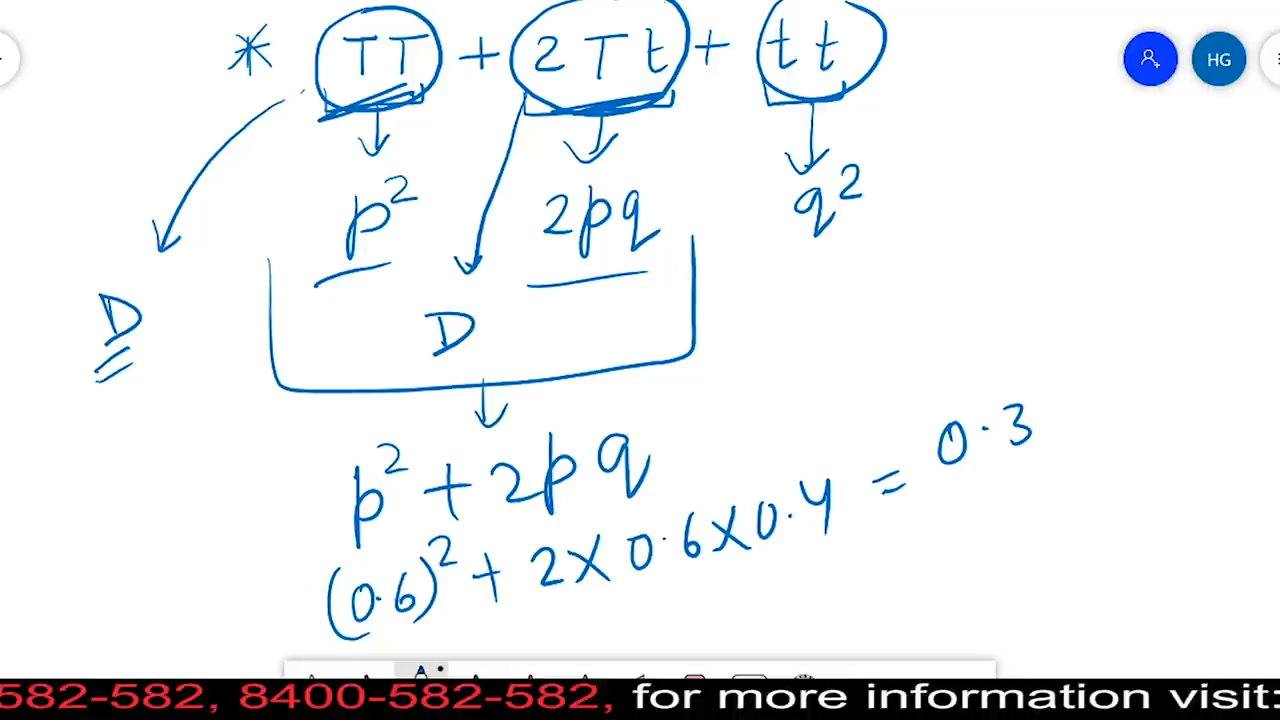 * TT + 2Tt + tt
HG
p² 2pq q²
D
D
p² + 2pq
(0.6)² + 2×0.6×0.4 = 0.3
582-582, 8400-582-582, for more information visit: